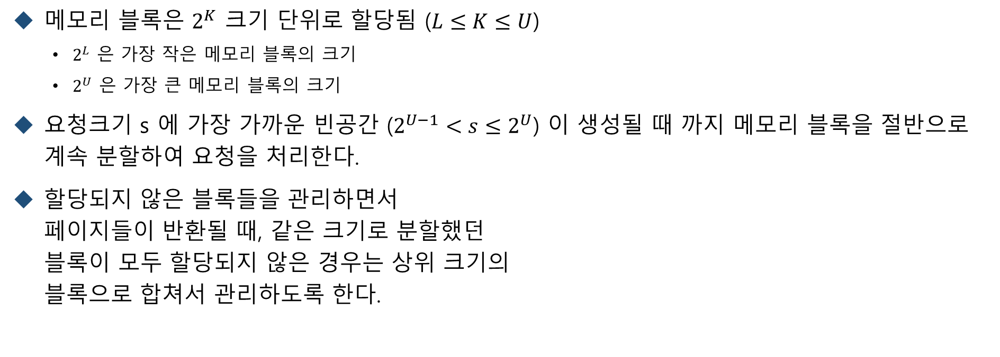 ◆ 메모리 블록은 2^K 크기 단위로 할당됨 (L ≤ K ≤ U)
• 2^L 은 가장 작은 메모리 블록의 크기
• 2^U 은 가장 큰 메모리 블록의 크기
◆ 요청크기 s 에 가장 가까운 빈공간 (2^{U−1} < s ≤ 2^U) 이 생성될 때 까지 메모리 블록을 절반으로
계속 분할하여 요청을 처리한다.
◆ 할당되지 않은 블록들을 관리하면서
페이지들이 반환될 때, 같은 크기로 분할했던
블록이 모두 할당되지 않은 경우는 상위 크기의
블록으로 합쳐서 관리하도록 한다.